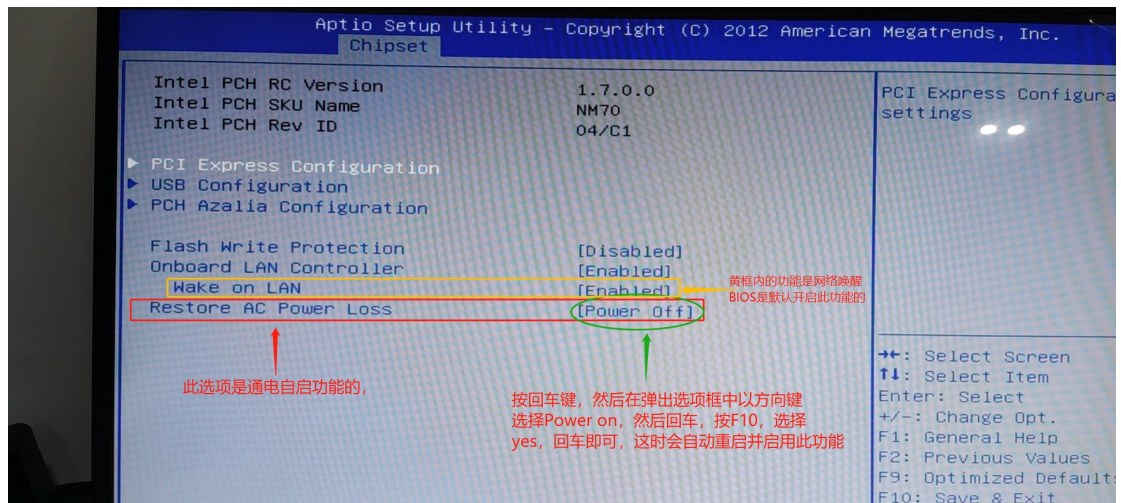 Aptio Setup Utility – Copyright (C) 2012 American Megatrends, Inc.
Chipset
Intel PCH RC Version 1.7.0.0
Intel PCH SKU Name NM70
Intel PCH Rev ID 04/C1
PCI Express Configuration
USB Configuration
PCH Azalia Configuration
Flash Write Protection [Disabled]
Onboard LAN Controller [Enabled]
Wake on LAN [Enabled]
Restore AC Power Loss [Power Off]
黄框内的功能是网络唤醒
BIOS是默认开启此功能的
此选项是通电自启功能的,
按回车键,然后在弹出选项框中以方向键
选择Power on,然后回车,按F10,选择
yes,回车即可,这时会自动重启并启用此功能
PCI Express Configura
settings
→←: Select Screen
↑↓: Select Item
Enter: Select
+/-: Change Opt.
F1: General Help
F2: Previous Values
F9: Optimized Default
F10: Save & Exit